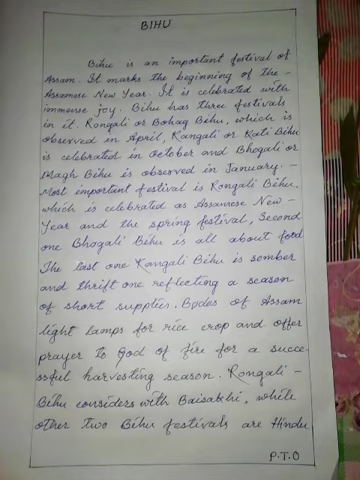 BIHU
Bihu is an important festival of
Assam. It marks the beginning of the -
Assamese New Year. It is celebrated with
immense joy. Bihu has three festivals
in it. Rongali or Bohag Bihu, which is
observed in April, Kangali or Kati Bihu
is celebrated in October and Bhogali or
Magh Bihu is observed in January. -
Most important festival is Rongali Bihu.
which is celebrated as Assamese New -
Year and the spring festival, Second
one Bhogali Bihu is all about food
The last one Kangali Bihu is somber
and thrift one reflecting a season
of short supplies. Bodos of Assam
light lamps for rice crop and offer
prayer to God of fire for a succe-
ssful harvesting season. Rongali -
Bihu considers with Baisakhi, while
other two Bihu festivals are Hindu
P.T.O